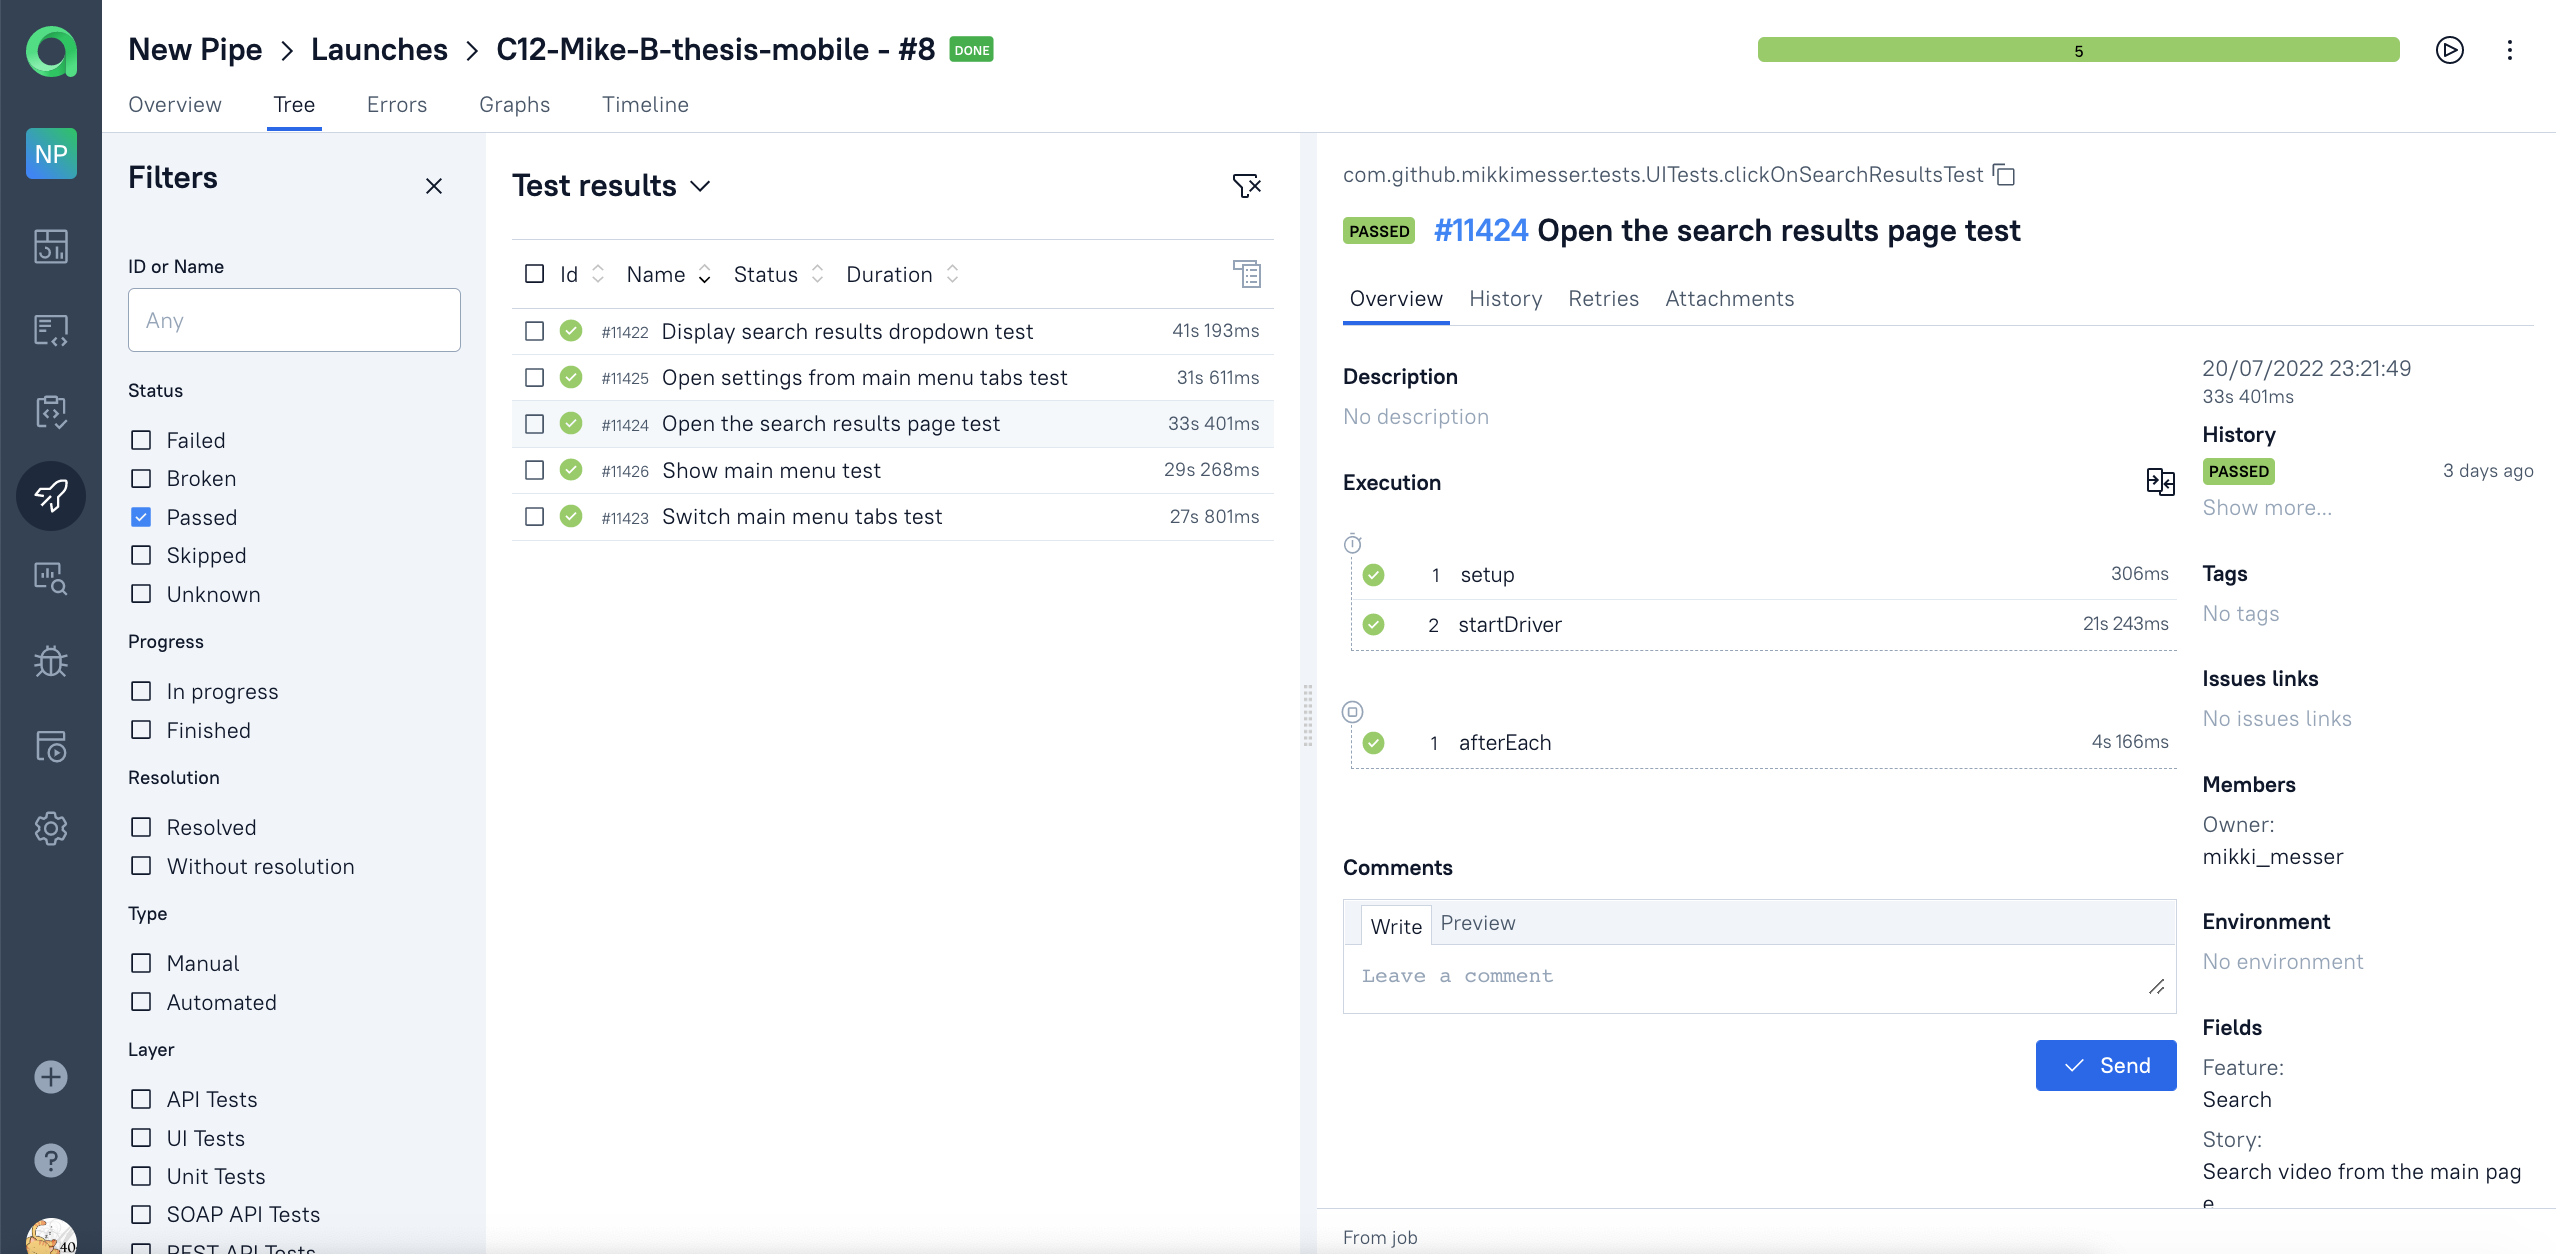 New Pipe > Launches > C12-Mike-B-thesis-mobile - #8 DONE
5
Overview Tree Errors Graphs Timeline
NP
Filters
ID or Name
Any
Status
Failed
Broken
Passed
Skipped
Unknown
Progress
In progress
Finished
Resolution
Resolved
Without resolution
Type
Manual
Automated
Layer
API Tests
UI Tests
Unit Tests
SOAP API Tests
REST API Tests
40
Test results
Id Name Status Duration
#11422 Display search results dropdown test 41s 193ms
#11425 Open settings from main menu tabs test 31s 611ms
#11424 Open the search results page test 33s 401ms
#11426 Show main menu test 29s 268ms
#11423 Switch main menu tabs test 27s 801ms
com.github.mikkimesser.tests.UITests.clickOnSearchResultsTest
PASSED #11424 Open the search results page test
Overview History Retries Attachments
Description
No description
Execution
1 setup 306ms
2 startDriver 21s 243ms
1 afterEach 4s 166ms
Comments
Write Preview
Leave a comment
Send
20/07/2022 23:21:49
33s 401ms
History
PASSED 3 days ago
Show more...
Tags
No tags
Issues links
No issues links
Members
Owner:
mikki_messer
Environment
No environment
Fields
Feature:
Search
Story:
Search video from the main pag
e
From job